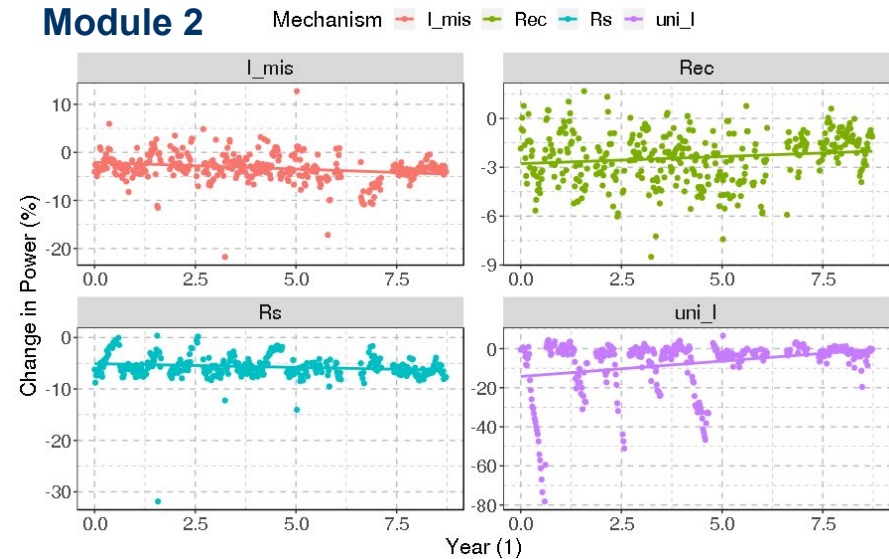 Module 2
Mechanism I_mis Rec Rs uni_I
I_mis
Rec
10
0
-10
-20
0
-3
-6
-9
0.0 2.5 5.0 7.5
0.0 2.5 5.0 7.5
Change in Power (%)
Rs
uni_I
0
-10
-20
-30
0
-20
-40
-60
-80
0.0 2.5 5.0 7.5
0.0 2.5 5.0 7.5
Year (1)